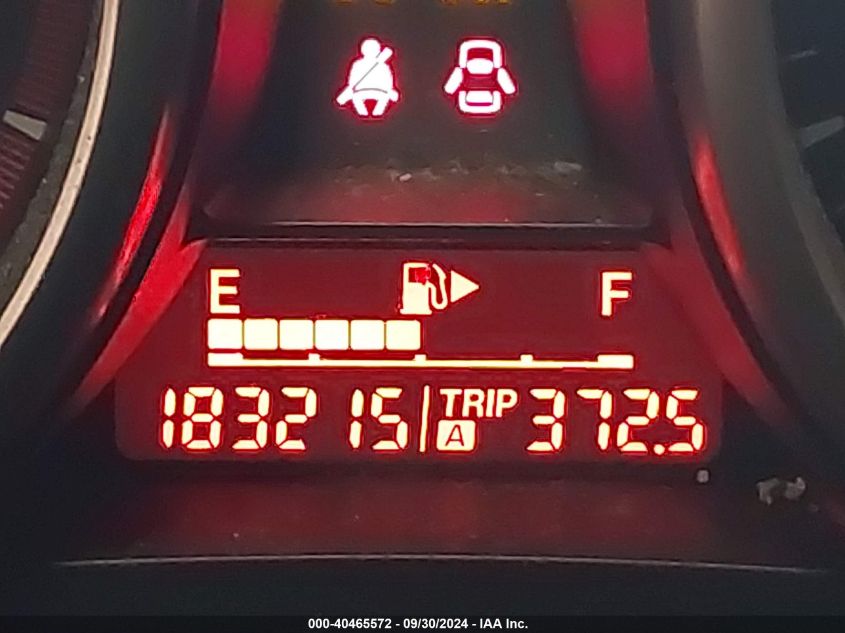 E F
183215 TRIP A 372.5
000-40465572 - 09/30/2024 - IAA Inc.